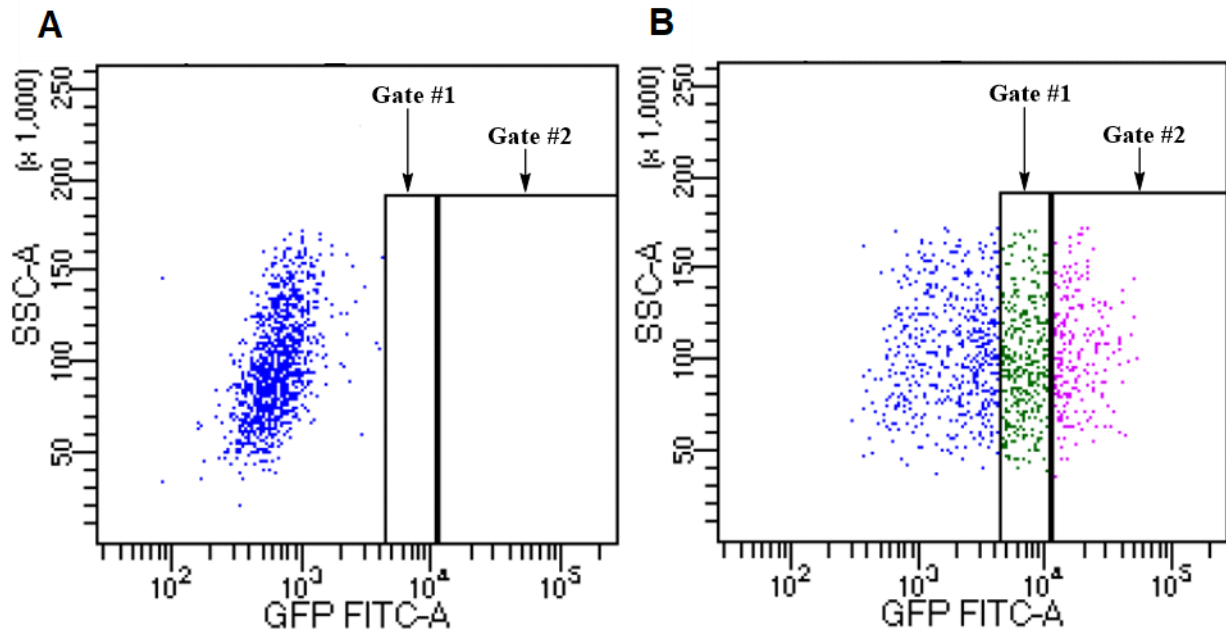 A
(x 1,000)
250
200
150
100
50
SSC-A
Gate #1
Gate #2
10² 10³ 10⁴ 10⁵
GFP FITC-A
B
(x 1,000)
250
200
150
100
50
SSC-A
Gate #1
Gate #2
10² 10³ 10⁴ 10⁵
GFP FITC-A